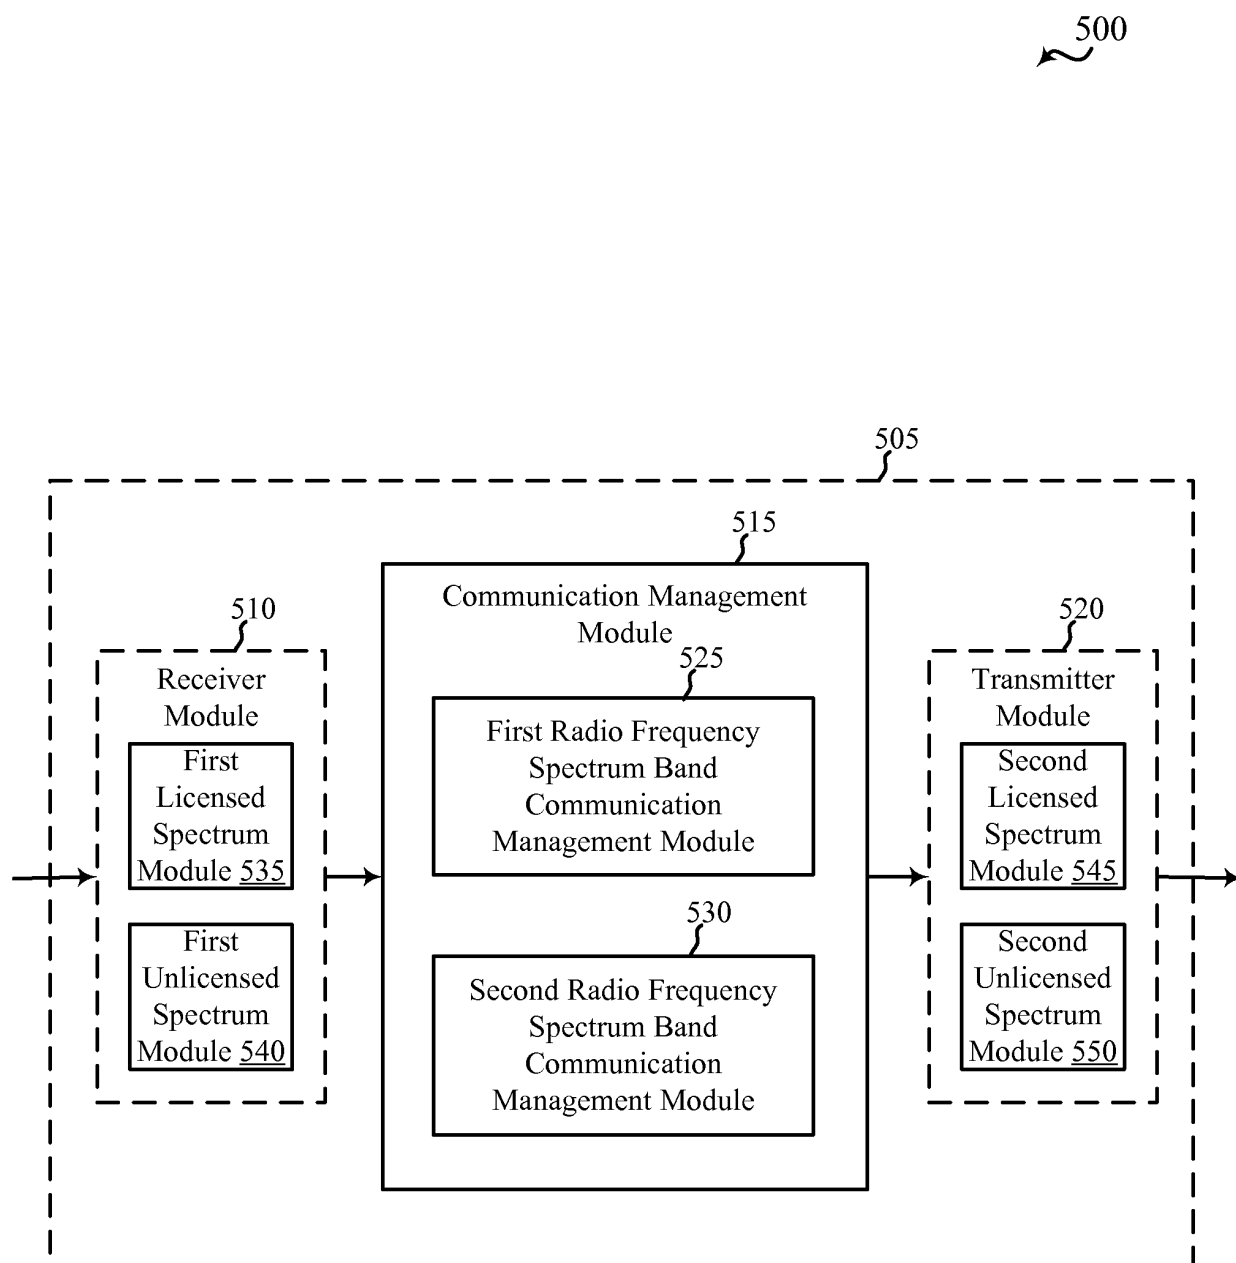 500
505
515
Communication Management
Module
510
Receiver
Module
First
Licensed
Spectrum
Module 535
First
Unlicensed
Spectrum
Module 540
525
First Radio Frequency
Spectrum Band
Communication
Management Module
530
Second Radio Frequency
Spectrum Band
Communication
Management Module
520
Transmitter
Module
Second
Licensed
Spectrum
Module 545
Second
Unlicensed
Spectrum
Module 550